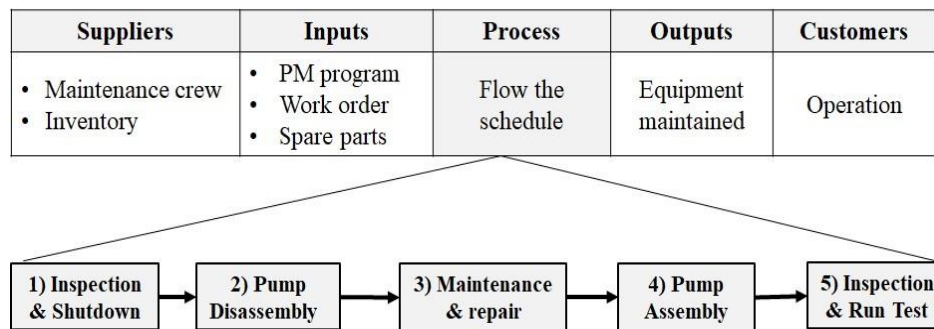 Suppliers Inputs Process Outputs Customers
• Maintenance crew
• Inventory
• PM program
• Work order
• Spare parts
Flow the
schedule
Equipment
maintained
Operation
1) Inspection
& Shutdown
2) Pump
Disassembly
3) Maintenance
& repair
4) Pump
Assembly
5) Inspection
& Run Test